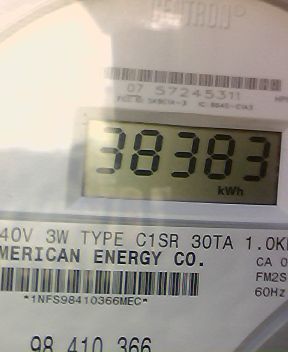 CENTRON®
07 57245311
38383
kWh
40V 3W TYPE C1SR 30TA 1.0K
MERICAN ENERGY CO.
CA 0
FM2S
*1NFS98410366MEC*
60Hz
98 410 366